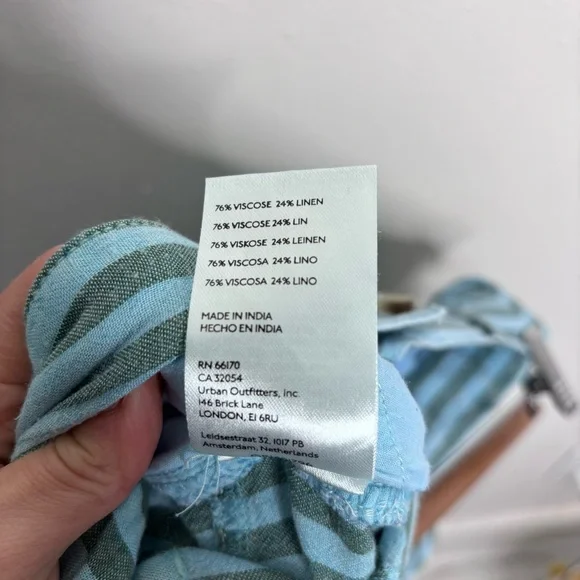 76% VISCOSE 24% LINEN
76% VISCOSE 24% LIN
76% VISKOSE 24% LEINEN
76% VISCOSA 24% LINO
76% VISCOSA 24% LINO
MADE IN INDIA
HECHO EN INDIA
RN 66170
CA 32054
Urban Outfitters, Inc.
146 Brick Lane
LONDON, E1 6RU
Leidsestraat 32, 1017 PB
Amsterdam, Netherlands